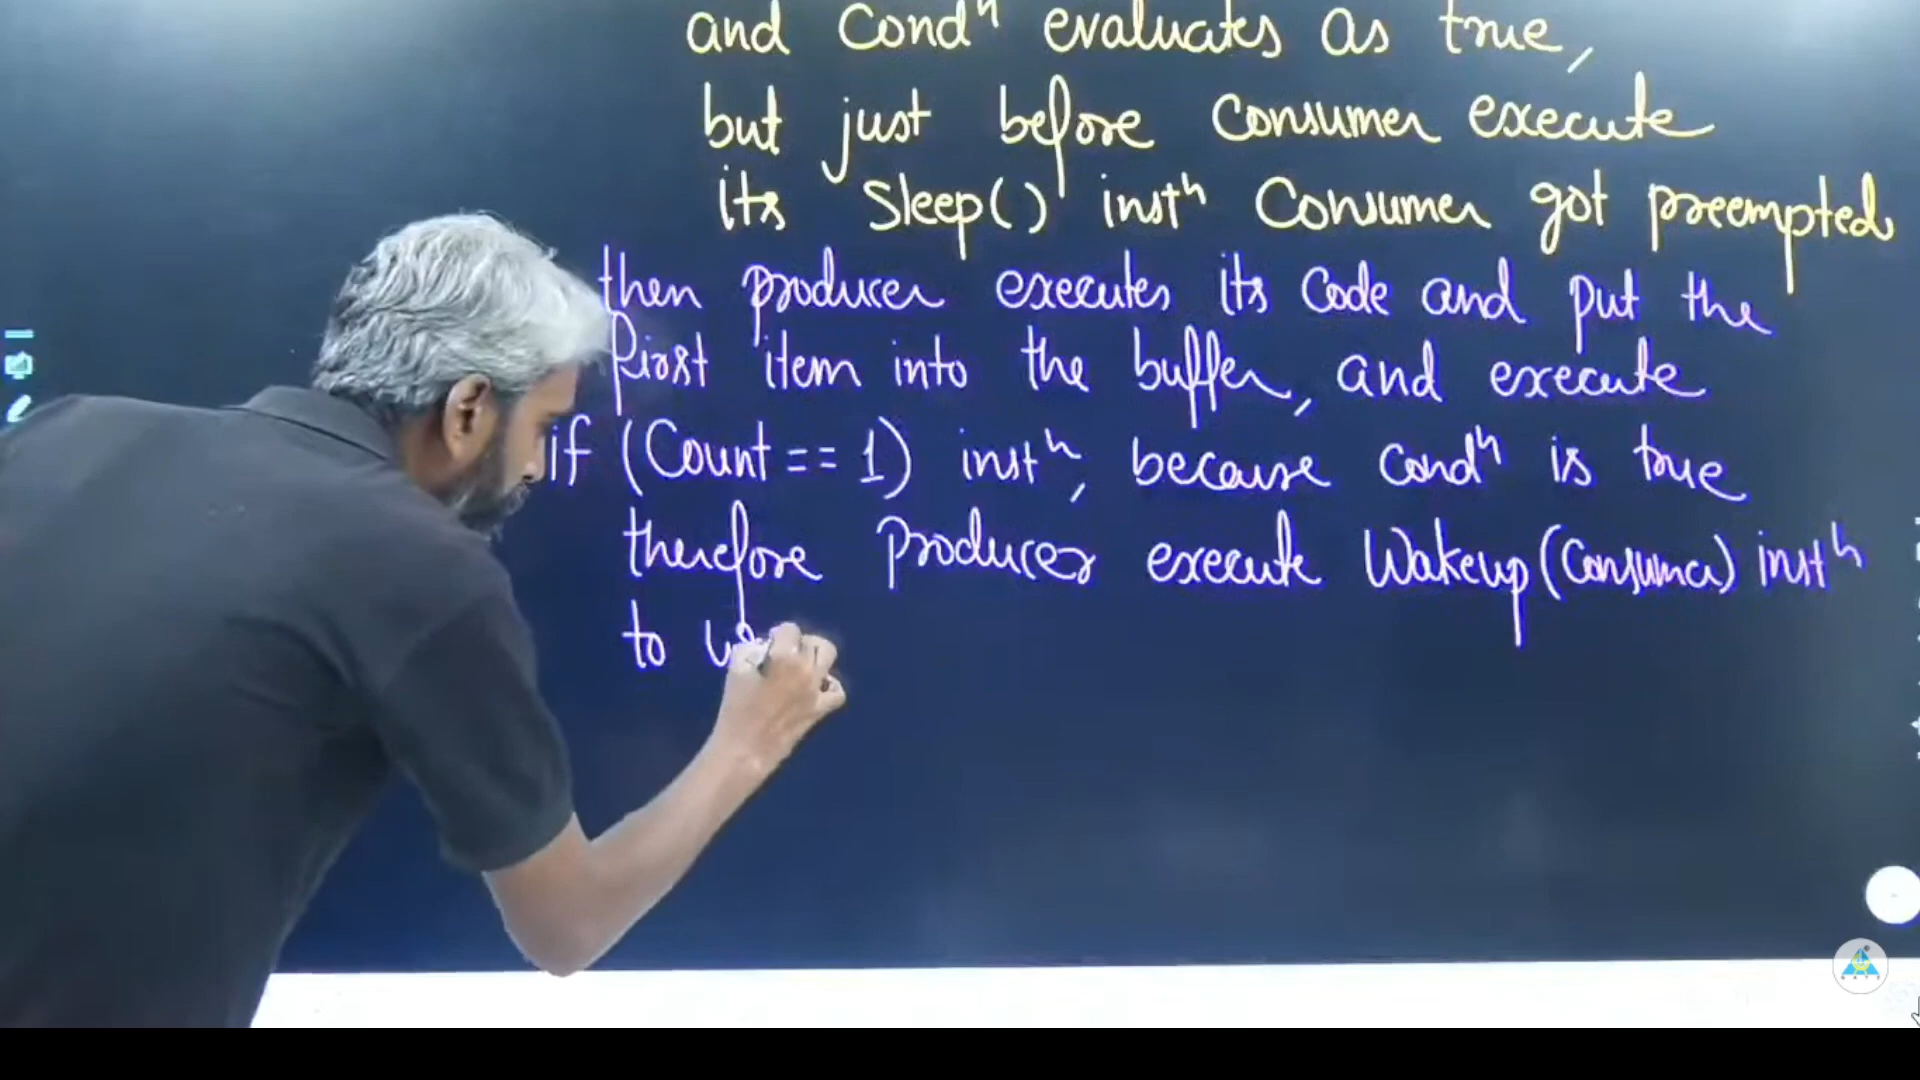 and Condⁿ evaluates as true,
but just before Consumer execute
its Sleep() instⁿ Consumer got preempted
then producer executes its Code and put the
first item into the buffer, and execute
if (Count == 1) instⁿ, because condⁿ is true
therefore Producer execute Wakeup(Consumer) instⁿ
to